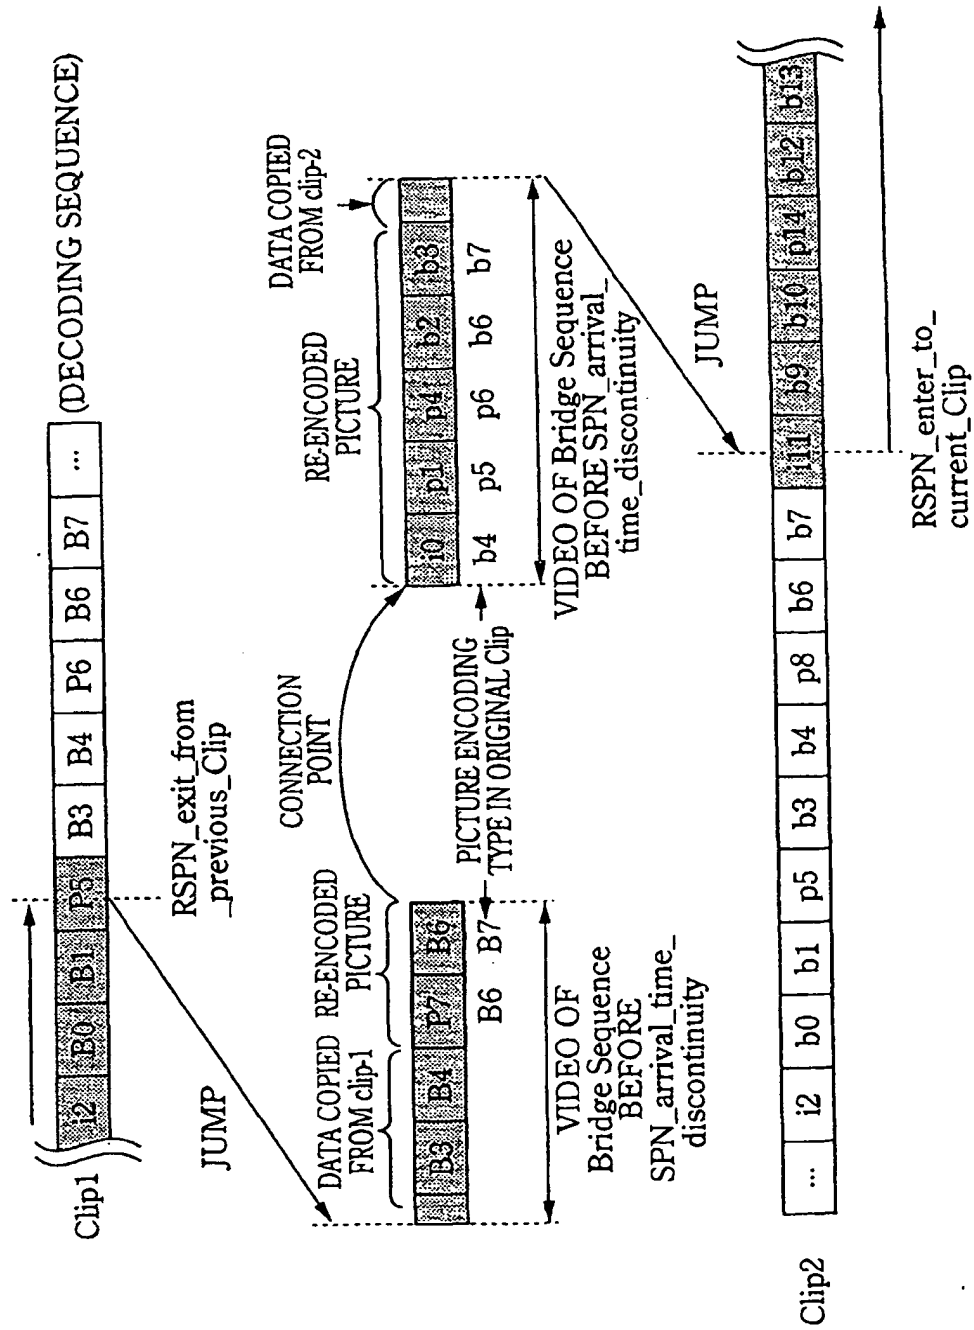 Clip1
i2 B0 B1 P5 B3 B4 P6 B6 B7 ...
(DECODING SEQUENCE)
RSPN_exit_from
_previous_Clip
JUMP
DATA COPIED
FROM clip-1
RE-ENCODED
PICTURE
CONNECTION
POINT
RE-ENCODED
PICTURE
DATA COPIED
FROM clip-2
B3 B4 P7 B6
B6 B7
i0 p1 p4 b2 b3
b4 p5 p6 b6 b7
PICTURE ENCODING
TYPE IN ORIGINAL Clip
VIDEO OF
Bridge Sequence
BEFORE
SPN_arrival_time_
discontinuity
VIDEO OF Bridge Sequence
BEFORE SPN_arrival_
time_discontinuity
JUMP
Clip2
... i2 b0 b1 p5 b3 b4 p8 b6 b7 i11 b9 b10 p14 b12 b13
RSPN_enter_to_
current_Clip